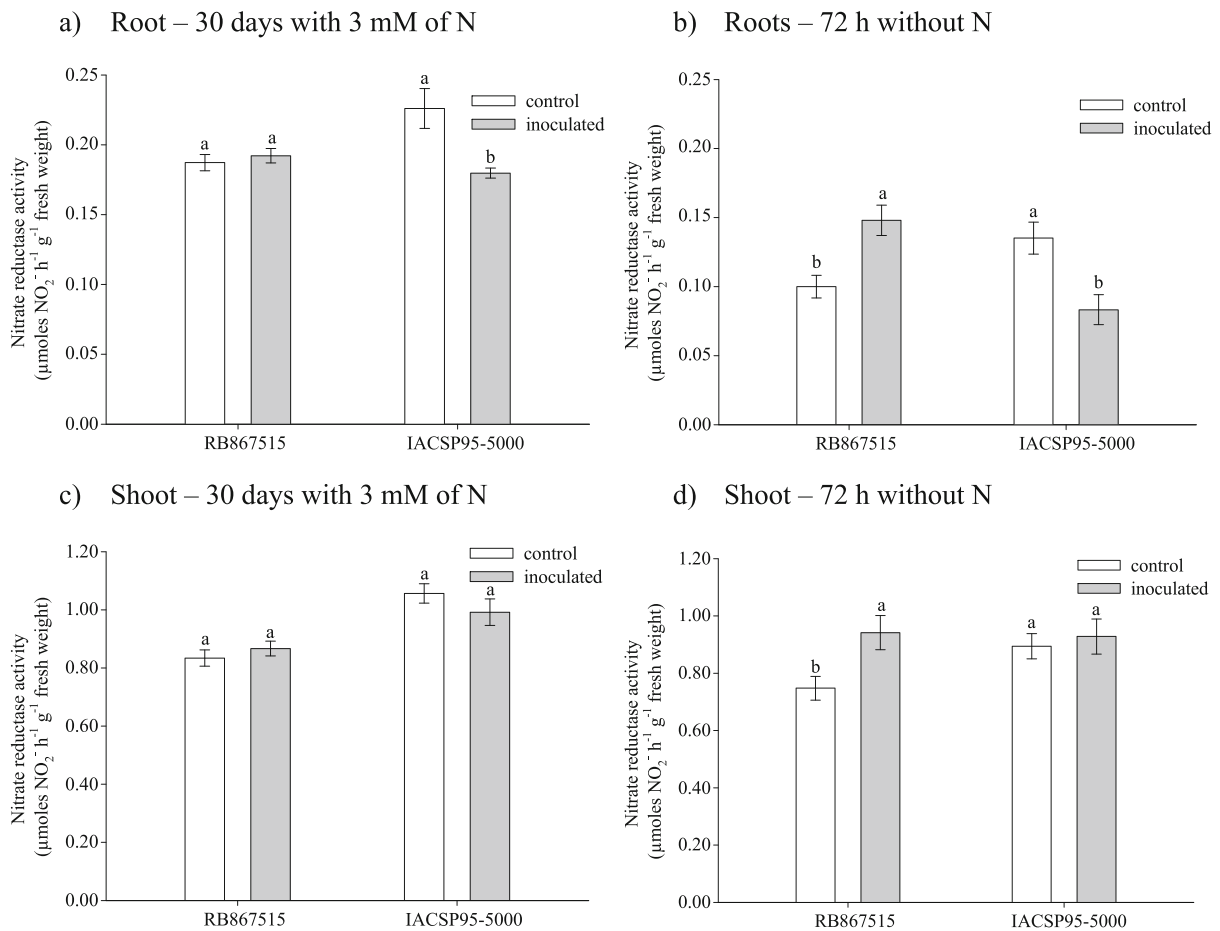 a) Root – 30 days with 3 mM of N
Nitrate reductase activity
(µmoles NO₂⁻ h⁻¹ g⁻¹ fresh weight)
0.25
0.20
0.15
0.10
0.05
0.00
a
a
a
b
control
inoculated
RB867515
IACSP95-5000
b) Roots – 72 h without N
Nitrate reductase activity
(µmoles NO₂⁻ h⁻¹ g⁻¹ fresh weight)
0.25
0.20
0.15
0.10
0.05
0.00
b
a
a
b
control
inoculated
RB867515
IACSP95-5000
c) Shoot – 30 days with 3 mM of N
Nitrate reductase activity
(µmoles NO₂⁻ h⁻¹ g⁻¹ fresh weight)
1.20
1.00
0.80
0.60
0.40
0.20
0.00
a
a
a
a
control
inoculated
RB867515
IACSP95-5000
d) Shoot – 72 h without N
Nitrate reductase activity
(µmoles NO₂⁻ h⁻¹ g⁻¹ fresh weight)
1.20
1.00
0.80
0.60
0.40
0.20
0.00
b
a
a
a
control
inoculated
RB867515
IACSP95-5000